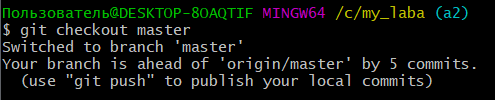 Пользователь@DESKTOP-8OAQTIF MINGW64 /c/my_laba (a2)
$ git checkout master
Switched to branch 'master'
Your branch is ahead of 'origin/master' by 5 commits.
  (use "git push" to publish your local commits)